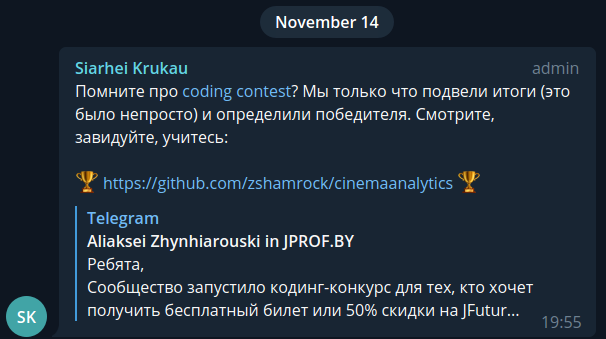 November 14
Siarhei Krukau admin
Помните про coding contest? Мы только что подвели итоги (это
было непросто) и определили победителя. Смотрите,
завидуйте, учитесь:
🏆 https://github.com/zshamrock/cinemaanalytics 🏆
Telegram
Aliaksei Zhynhiarouski in JPROF.BY
Ребята,
Сообщество запустило кодинг-конкурс для тех, кто хочет
получить бесплатный билет или 50% скидки на JFutur...
SK 19:55